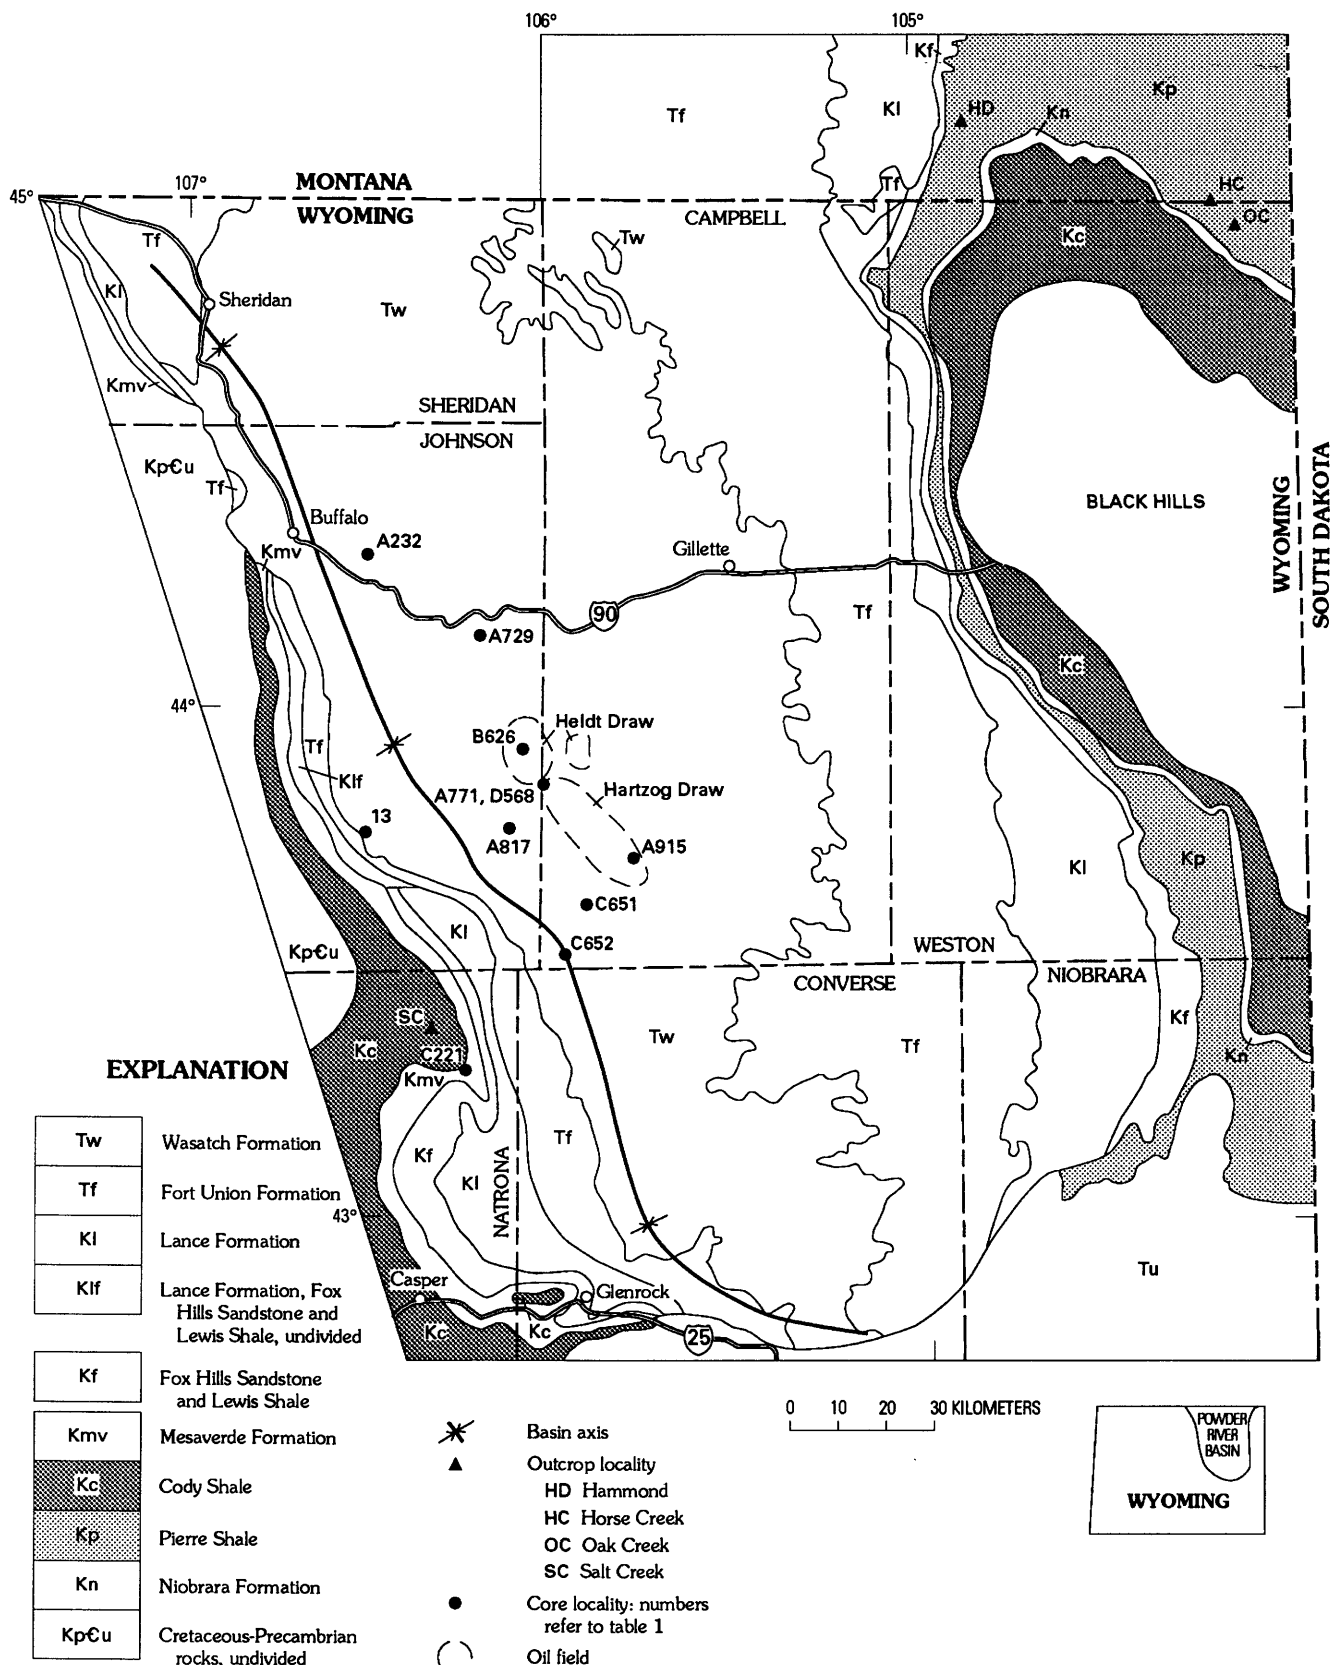 106°
105°
Kf
Kp
Tf
Kl
HD
Kn
45°
107°
MONTANA
WYOMING
CAMPBELL
Tf
HC
OC
Kc
Tf
Tw
Kl
Sheridan
Tw
Kmv
SHERIDAN
JOHNSON
KpЄu
Tf
BLACK HILLS
WYOMING
SOUTH DAKOTA
Buffalo
Kmv
A232
Gillette
90
Tf
A729
Kc
44°
Tf
Klf
B626
Heldt Draw
A771, D568
Hartzog Draw
13
A817
A915
Kp
Kl
C651
Kl
KpЄu
C652
WESTON
CONVERSE
NIOBRARA
SC
Kc
C221
Kmv
Tw
Tf
Kf
Kn
Kf
Kl
Tf
NATRONA
43°
Casper
Glenrock
Kc
Kc
25
Tu
EXPLANATION
Tw Wasatch Formation
Tf Fort Union Formation
Kl Lance Formation
Klf Lance Formation, Fox
Hills Sandstone and
Lewis Shale, undivided
Kf Fox Hills Sandstone
and Lewis Shale
Kmv Mesaverde Formation
Kc Cody Shale
Kp Pierre Shale
Kn Niobrara Formation
KpЄu Cretaceous-Precambrian
rocks, undivided
Basin axis
Outcrop locality
HD Hammond
HC Horse Creek
OC Oak Creek
SC Salt Creek
Core locality: numbers
refer to table 1
Oil field
0 10 20 30 KILOMETERS
POWDER
RIVER
BASIN
WYOMING